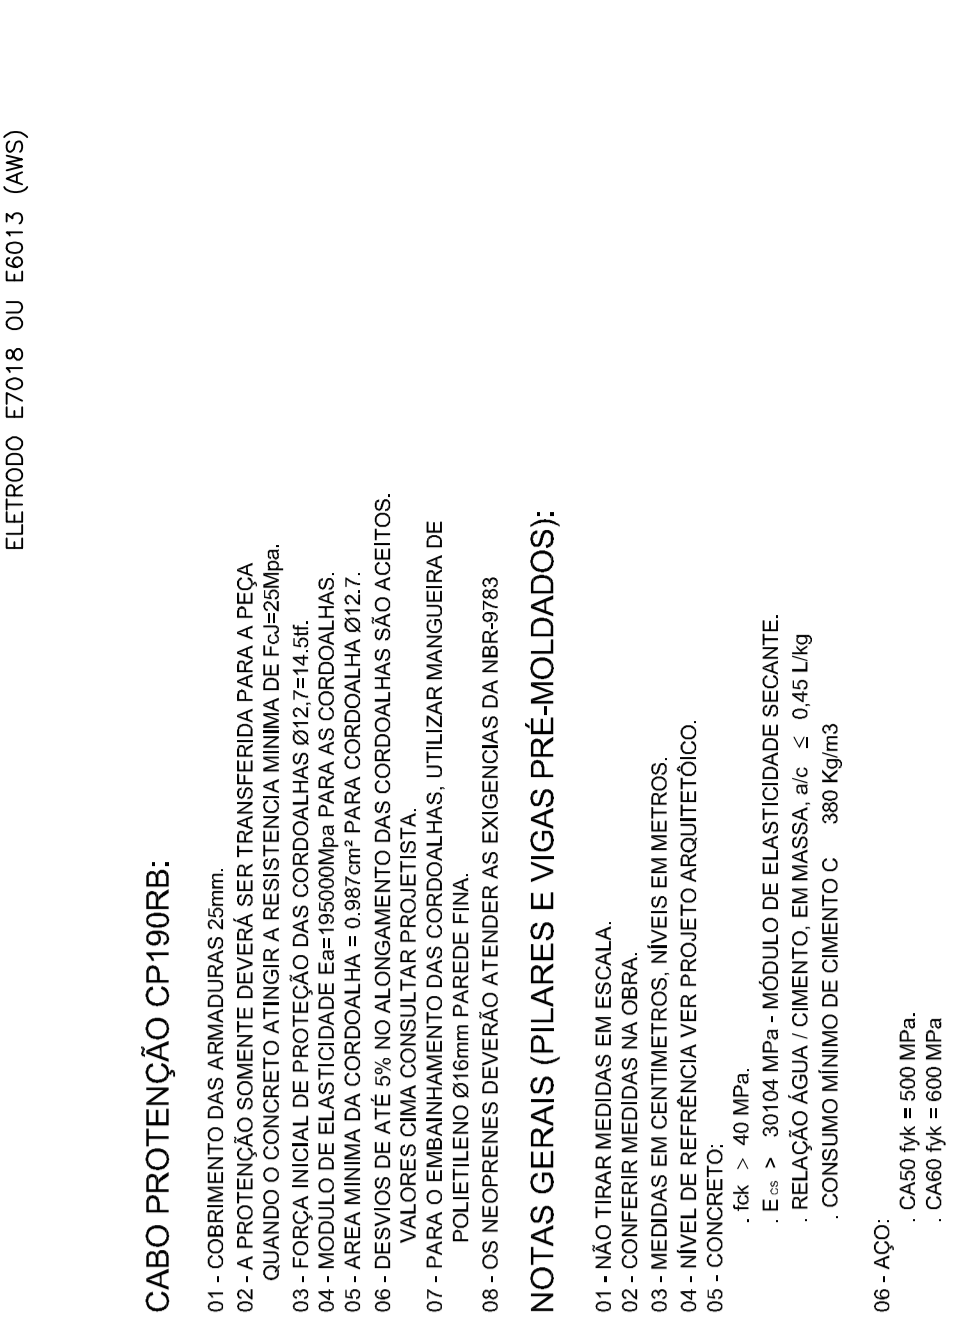 ELETRODO E7018 OU E6013 (AWS)
CABO PROTENÇÃO CP190RB:
01 - COBRIMENTO DAS ARMADURAS 25mm.
02 - A PROTENÇÃO SOMENTE DEVERÁ SER TRANSFERIDA PARA A PEÇA
QUANDO O CONCRETO ATINGIR A RESISTENCIA MINIMA DE FcJ=25Mpa.
03 - FORÇA INICIAL DE PROTEÇÃO DAS CORDOALHAS Ø12,7=14.5tf.
04 - MODULO DE ELASTICIDADE Ea=195000Mpa PARA AS CORDOALHAS.
05 - AREA MINIMA DA CORDOALHA = 0.987cm² PARA CORDOALHA Ø12.7.
06 - DESVIOS DE ATÉ 5% NO ALONGAMENTO DAS CORDOALHAS SÃO ACEITOS.
VALORES CIMA CONSULTAR PROJETISTA.
07 - PARA O EMBAINHAMENTO DAS CORDOALHAS, UTILIZAR MANGUEIRA DE
POLIETILENO Ø16mm PAREDE FINA.
08 - OS NEOPRENES DEVERÃO ATENDER AS EXIGENCIAS DA NBR-9783
NOTAS GERAIS (PILARES E VIGAS PRÉ-MOLDADOS):
01 - NÃO TIRAR MEDIDAS EM ESCALA.
02 - CONFERIR MEDIDAS NA OBRA.
03 - MEDIDAS EM CENTIMETROS, NÍVEIS EM METROS.
04 - NÍVEL DE REFRÊNCIA VER PROJETO ARQUITETÔICO.
05 - CONCRETO:
. fck > 40 MPa.
. E cs > 30104 MPa - MÓDULO DE ELASTICIDADE SECANTE.
. RELAÇÃO ÁGUA / CIMENTO, EM MASSA, a/c ≤ 0,45 L/kg
. CONSUMO MÍNIMO DE CIMENTO C 380 Kg/m3
06 - AÇO:
. CA50 fyk = 500 MPa.
. CA60 fyk = 600 MPa